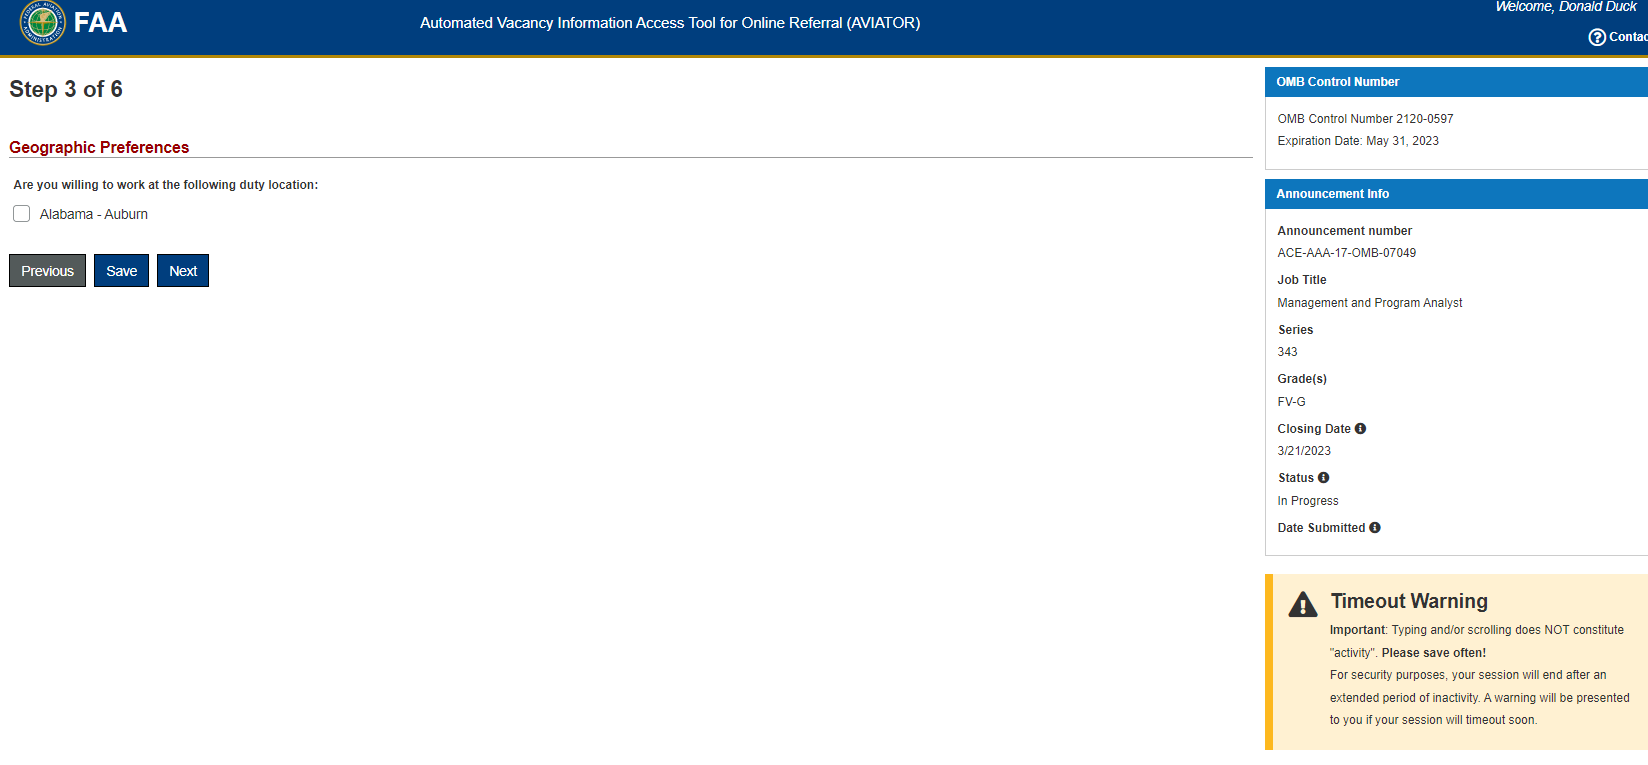 FAA
Automated Vacancy Information Access Tool for Online Referral (AVIATOR)
Welcome, Donald Duck
Contac
Step 3 of 6
Geographic Preferences
Are you willing to work at the following duty location:
Alabama - Auburn
Previous Save Next
OMB Control Number
OMB Control Number 2120-0597
Expiration Date: May 31, 2023
Announcement Info
Announcement number
ACE-AAA-17-OMB-07049
Job Title
Management and Program Analyst
Series
343
Grade(s)
FV-G
Closing Date
3/21/2023
Status
In Progress
Date Submitted
Timeout Warning
Important: Typing and/or scrolling does NOT constitute
"activity". Please save often!
For security purposes, your session will end after an
extended period of inactivity. A warning will be presented
to you if your session will timeout soon.